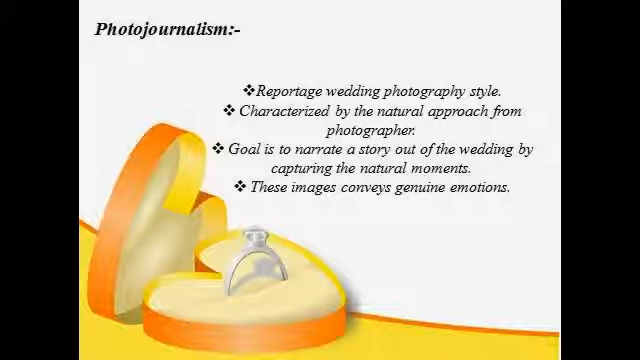 Photojournalism:-
❖Reportage wedding photography style.
❖ Characterized by the natural approach from
photographer.
❖ Goal is to narrate a story out of the wedding by
capturing the natural moments.
❖ These images conveys genuine emotions.